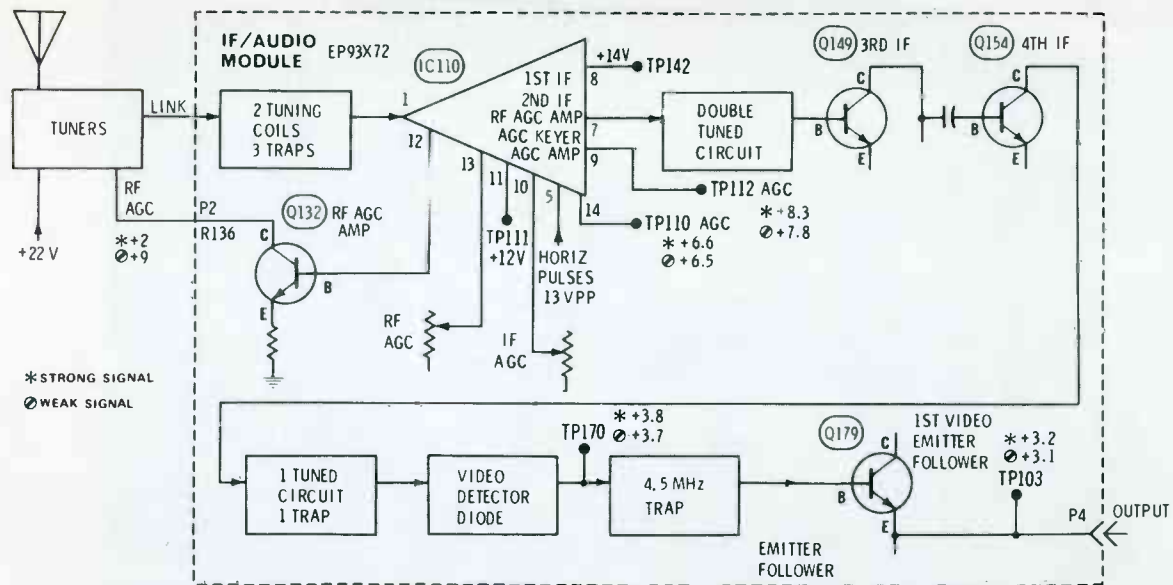 IF/AUDIO
MODULE EP93X72
IC110
Q149 3RD IF
Q154 4TH IF
TUNERS
LINK
2 TUNING
COILS
3 TRAPS
1
12
13
11
10
5
14
+14V
8
TP142
1ST IF
2ND IF
RF AGC AMP
AGC KEYER
AGC AMP
7
9
DOUBLE
TUNED
CIRCUIT
B
C
E
B
C
E
TP112 AGC
*+8.3
⊘+7.8
TP110 AGC
*+6.6
⊘+6.5
+22 V
RF
AGC
*+2
⊘+9
P2
R136
Q132 RF AGC
AMP
C
B
E
TP111
+12V
HORIZ
PULSES
13 VPP
RF
AGC
IF
AGC
*STRONG SIGNAL
⊘WEAK SIGNAL
1 TUNED
CIRCUIT
1 TRAP
VIDEO
DETECTOR
DIODE
TP170
*+3.8
⊘+3.7
4.5 MHz
TRAP
Q179
C
B
E
1ST VIDEO
EMITTER
FOLLOWER
*+3.2
⊘+3.1
TP103
P4
OUTPUT
EMITTER
FOLLOWER